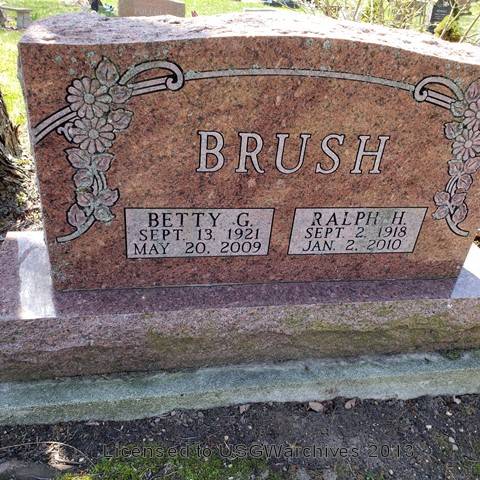 BRUSH
BETTY G.
SEPT. 13, 1921
MAY 20, 2009
RALPH H.
SEPT. 2, 1918
JAN. 2, 2010
Licensed to USGWarchives 2013